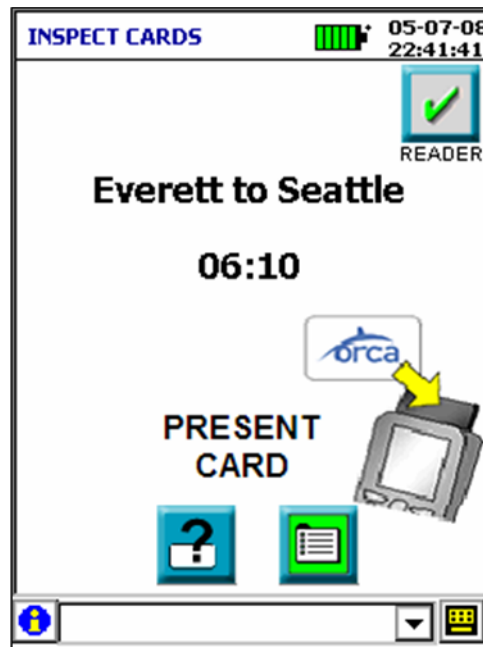 INSPECT CARDS
05-07-08
22:41:41
READER
Everett to Seattle
06:10
orca
PRESENT
CARD
?
i